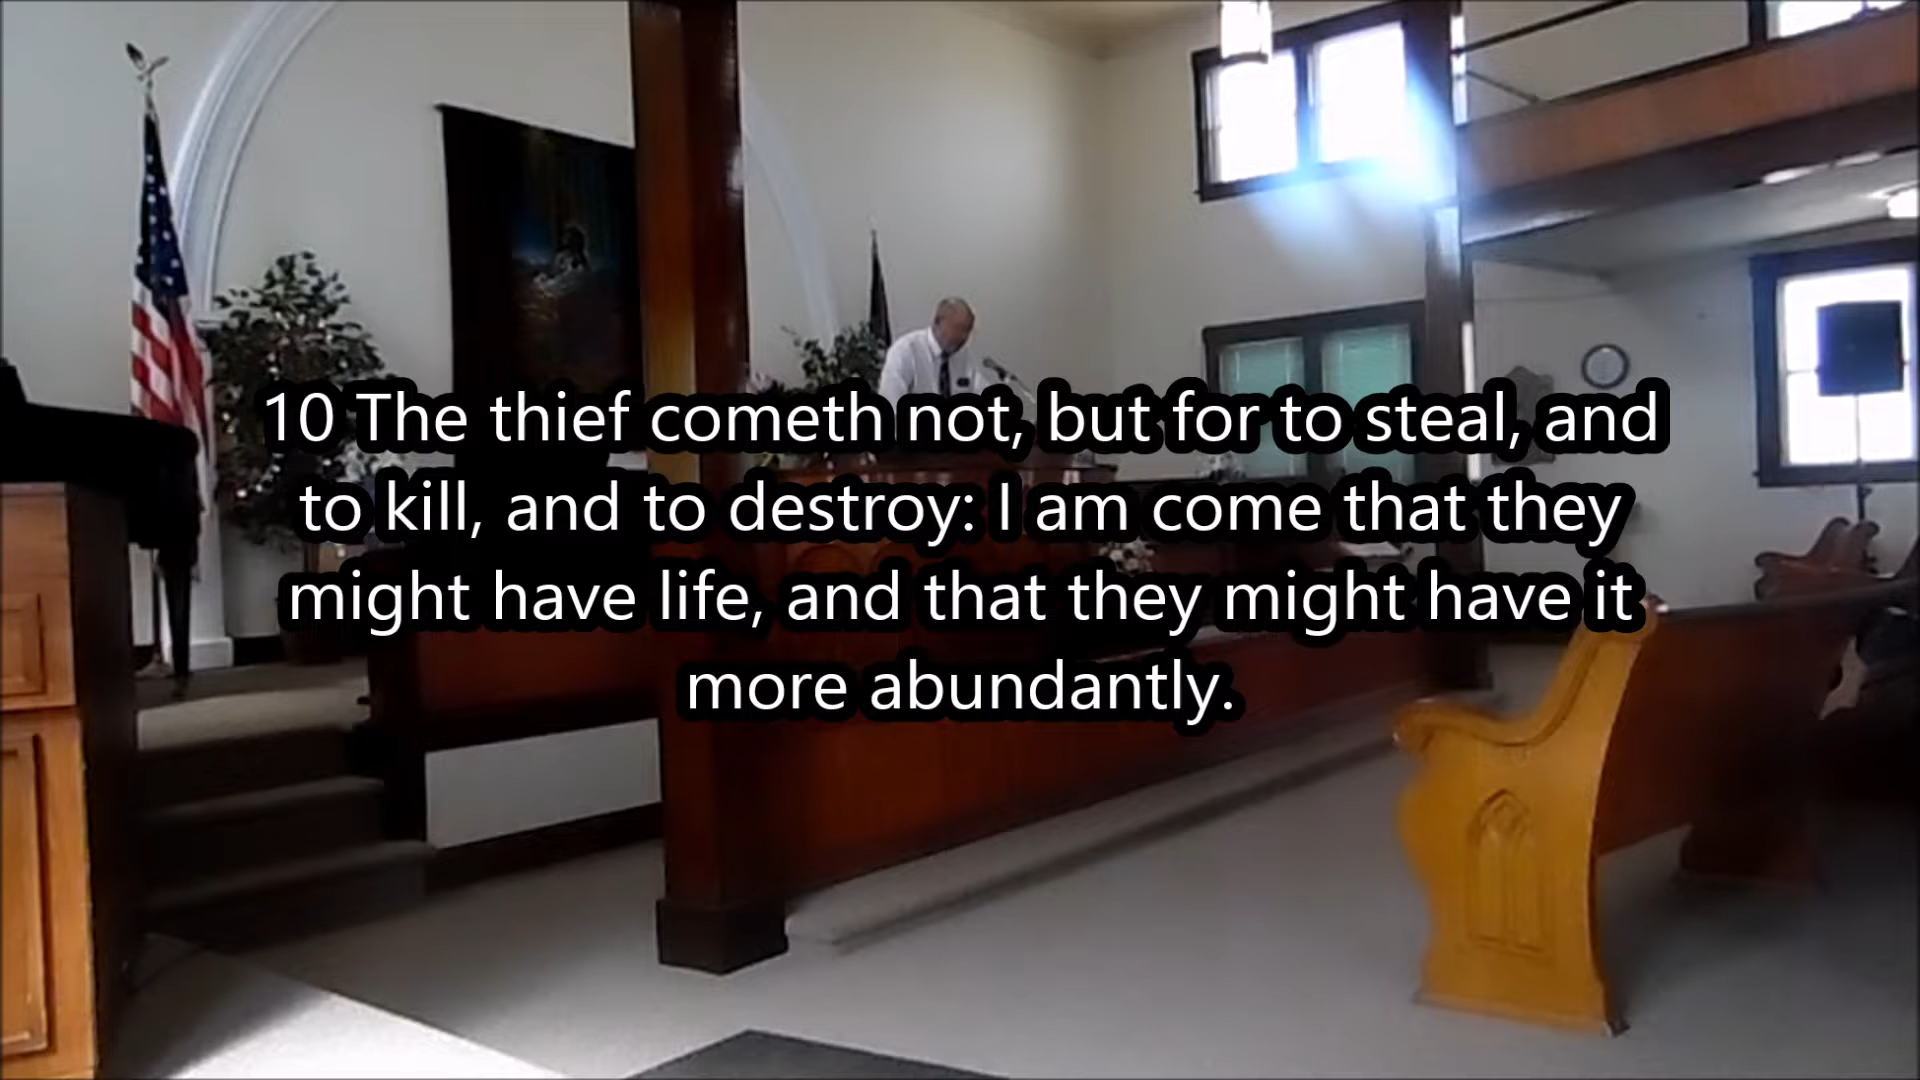 10 The thief cometh not, but for to steal, and
to kill, and to destroy: I am come that they
might have life, and that they might have it
more abundantly.